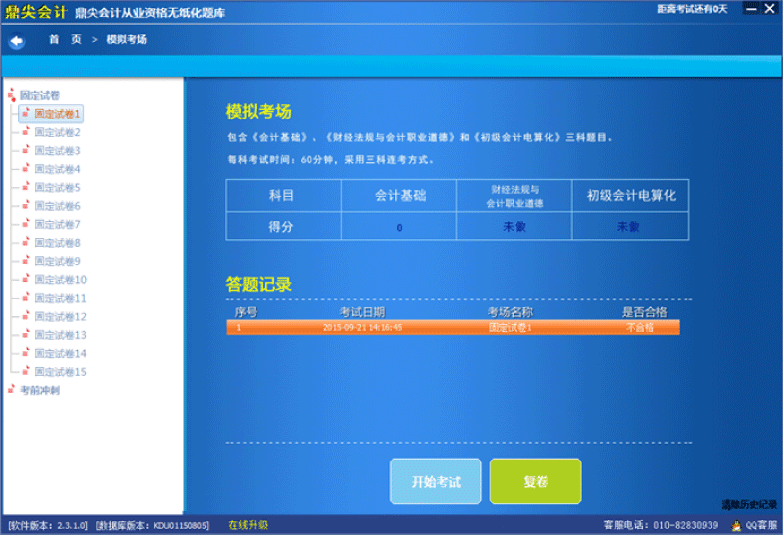 鼎尖会计 鼎尖会计从业资格无纸化题库 距离考试还有0天
首 页 > 模拟考场
固定试卷
固定试卷1
固定试卷2
固定试卷3
固定试卷4
固定试卷5
固定试卷6
固定试卷7
固定试卷8
固定试卷9
固定试卷10
固定试卷11
固定试卷12
固定试卷13
固定试卷14
固定试卷15
考前冲刺
模拟考场
包含《会计基础》、《财经法规与会计职业道德》和《初级会计电算化》三科题目。
每科考试时间：60分钟，采用三科连考方式。
科目 会计基础 财经法规与会计职业道德 初级会计电算化
得分 0 未做 未做
答题记录
序号 考试日期 考场名称 是否合格
1 2015-09-21 14:16:45 固定试卷1 不合格
开始考试 复卷
清除历史记录
[软件版本：2.3.1.0] [数据库版本：KDU01150805] 在线升级 客服电话：010-82830939 QQ客服